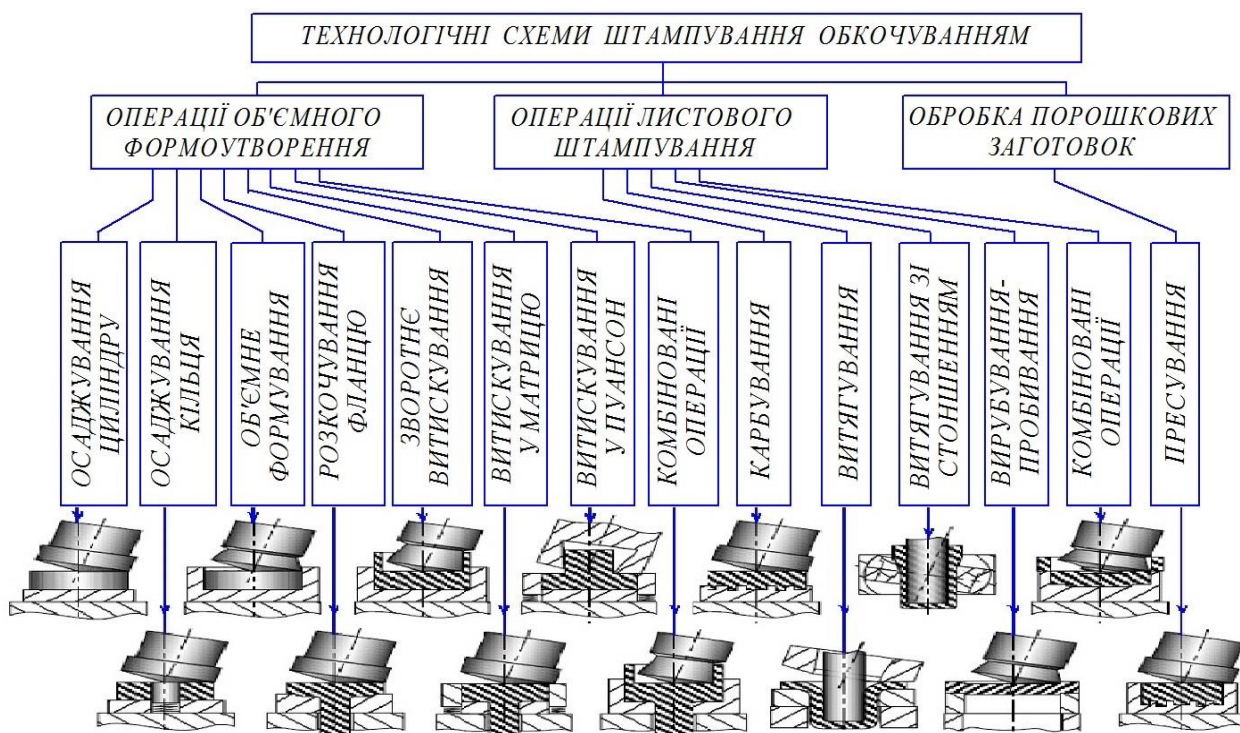 ТЕХНОЛОГІЧНІ СХЕМИ ШТАМПУВАННЯ ОБКОЧУВАННЯМ
ОПЕРАЦІЇ ОБ'ЄМНОГО
ФОРМОУТВОРЕННЯ
ОПЕРАЦІЇ ЛИСТОВОГО
ШТАМПУВАННЯ
ОБРОБКА ПОРОШКОВИХ
ЗАГОТОВОК
ОСАДЖУВАННЯ
ЦИЛІНДРУ
ОСАДЖУВАННЯ
КІЛЬЦЯ
ОБ'ЄМНЕ
ФОРМУВАННЯ
РОЗКОЧУВАННЯ
ФЛАНЦЮ
ЗВОРОТНЄ
ВИТИСКУВАННЯ
ВИТИСКУВАННЯ
У МАТРИЦЮ
ВИТИСКУВАННЯ
У ПУАНСОН
КОМБІНОВАНІ
ОПЕРАЦІЇ
КАРБУВАННЯ
ВИТЯГУВАННЯ
ВИТЯГУВАННЯ ЗІ
СТОНШЕННЯМ
ВИРУБУВАННЯ-
ПРОБИВАННЯ
КОМБІНОВАНІ
ОПЕРАЦІЇ
ПРЕСУВАННЯ